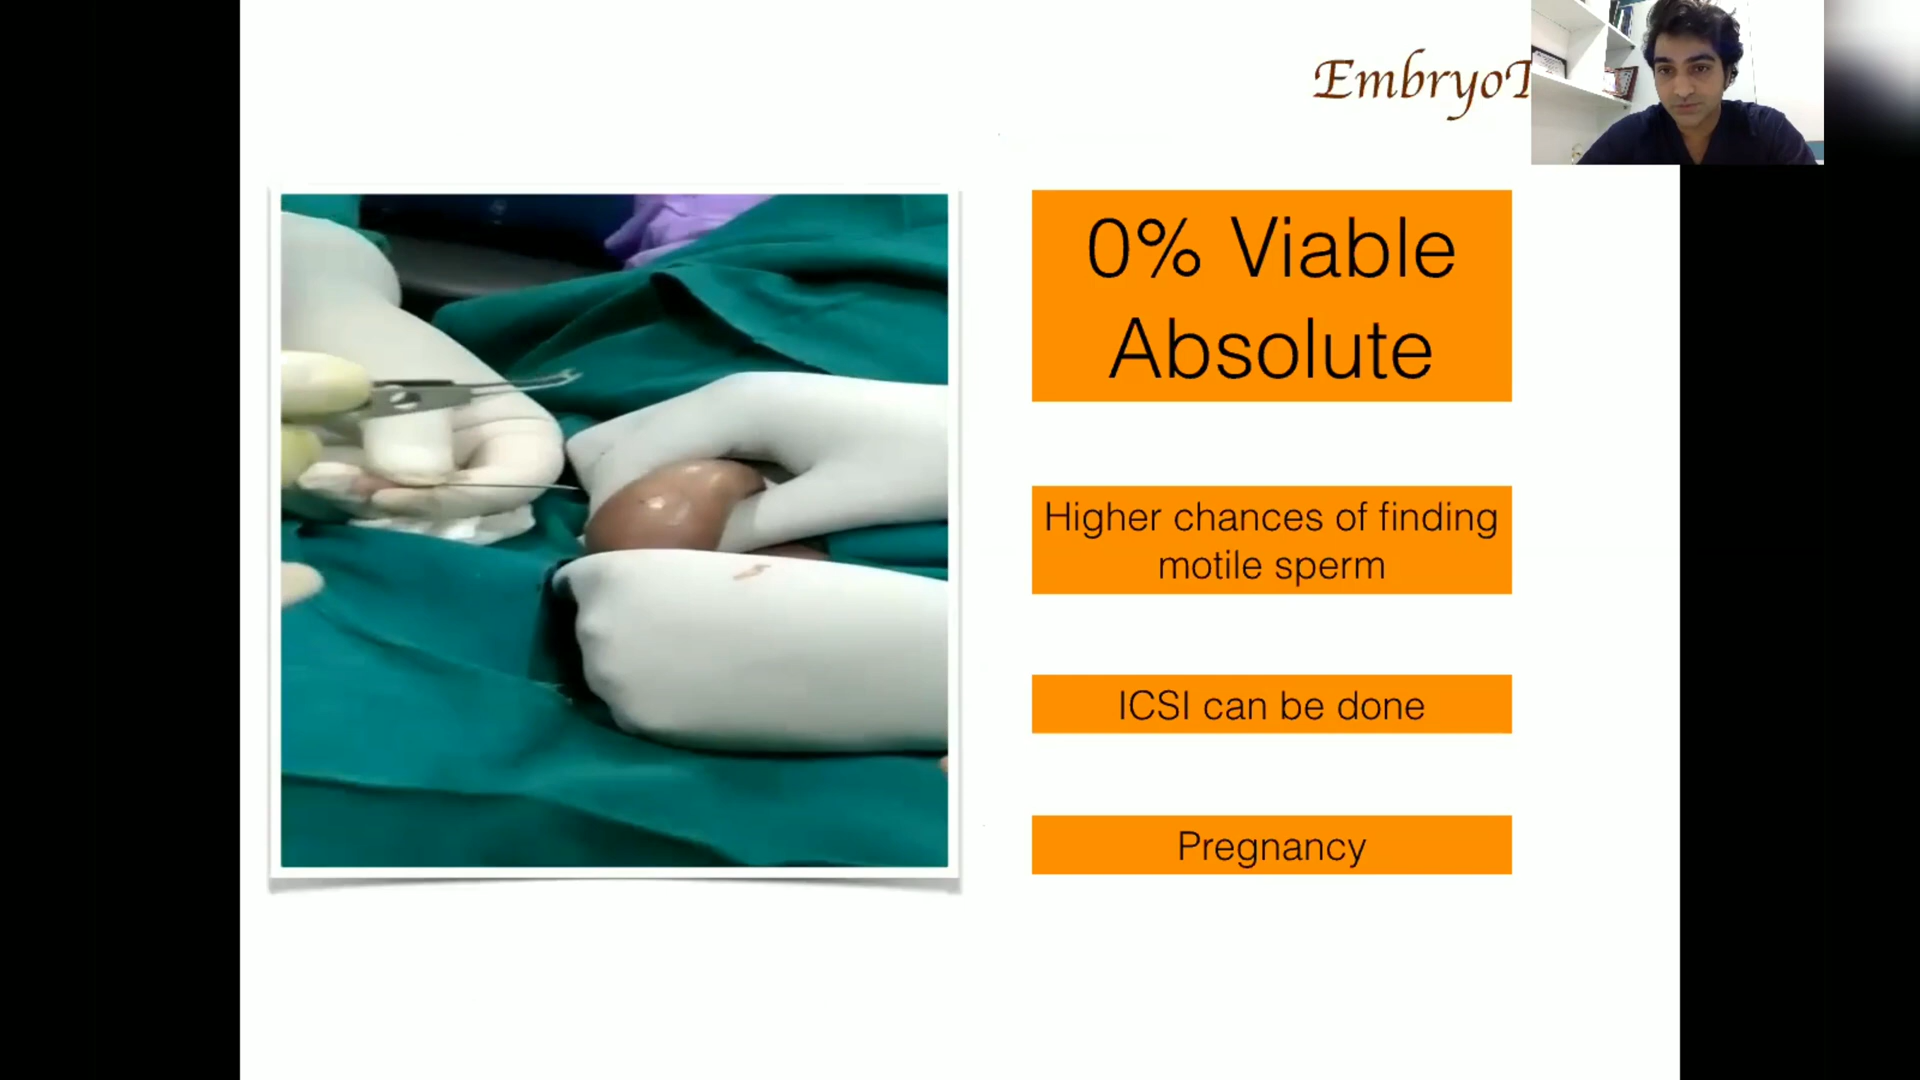 EmbryoT
0% Viable
Absolute
Higher chances of finding
motile sperm
ICSI can be done
Pregnancy